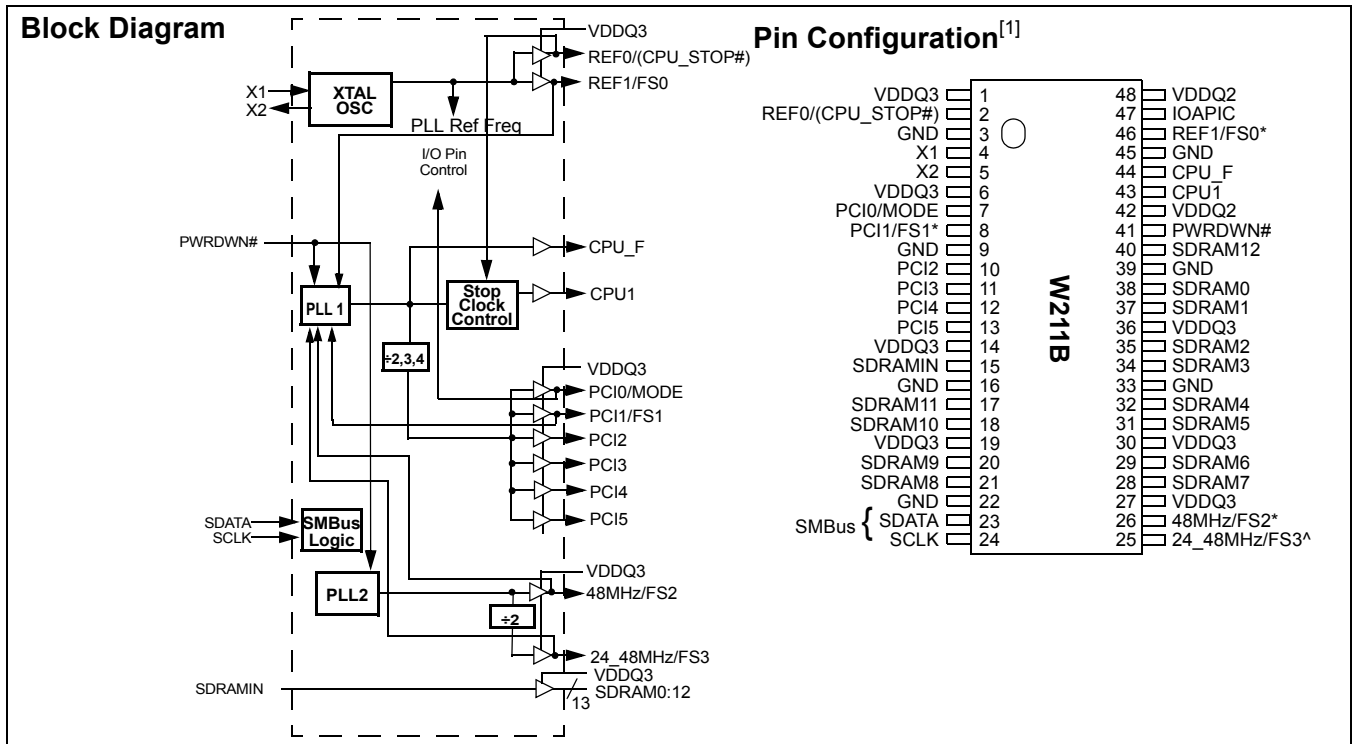 Block Diagram
VDDQ3
REF0/(CPU_STOP#)
REF1/FS0
X1
X2
XTAL
OSC
PLL Ref Freq
I/O Pin
Control
PWRDWN#
CPU_F
PLL 1
Stop
Clock
Control
CPU1
÷2,3,4
VDDQ3
PCI0/MODE
PCI1/FS1
PCI2
PCI3
PCI4
PCI5
SDATA
SCLK
SMBus
Logic
VDDQ3
PLL2
48MHz/FS2
÷2
24_48MHz/FS3
VDDQ3
SDRAMIN
SDRAM0:12
13
Pin Configuration[1]
VDDQ3 1
REF0/(CPU_STOP#) 2
GND 3
X1 4
X2 5
VDDQ3 6
PCI0/MODE 7
PCI1/FS1* 8
GND 9
PCI2 10
PCI3 11
PCI4 12
PCI5 13
VDDQ3 14
SDRAMIN 15
GND 16
SDRAM11 17
SDRAM10 18
VDDQ3 19
SDRAM9 20
SDRAM8 21
GND 22
SMBus { SDATA 23
SCLK 24
W211B
48 VDDQ2
47 IOAPIC
46 REF1/FS0*
45 GND
44 CPU_F
43 CPU1
42 VDDQ2
41 PWRDWN#
40 SDRAM12
39 GND
38 SDRAM0
37 SDRAM1
36 VDDQ3
35 SDRAM2
34 SDRAM3
33 GND
32 SDRAM4
31 SDRAM5
30 VDDQ3
29 SDRAM6
28 SDRAM7
27 VDDQ3
26 48MHz/FS2*
25 24_48MHz/FS3^